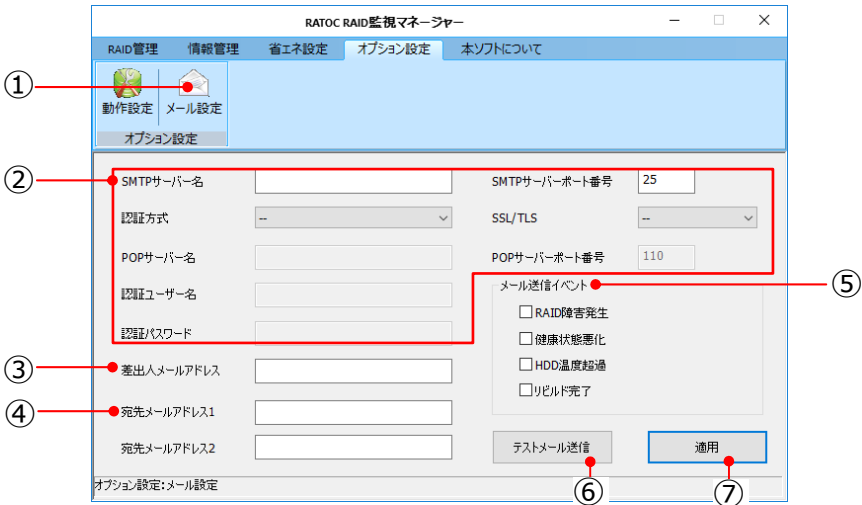 RATOC RAID監視マネージャー
RAID管理 情報管理 省エネ設定 オプション設定 本ソフトについて
①
動作設定 メール設定
オプション設定
②
SMTPサーバー名 SMTPサーバーポート番号 25
認証方式 -- SSL/TLS --
POPサーバー名 POPサーバーポート番号 110
認証ユーザー名
認証パスワード
メール送信イベント ⑤
RAID障害発生
健康状態悪化
HDD温度超過
リビルド完了
③ 差出人メールアドレス
④ 宛先メールアドレス1
宛先メールアドレス2
テストメール送信 適用
⑥ ⑦
オプション設定:メール設定